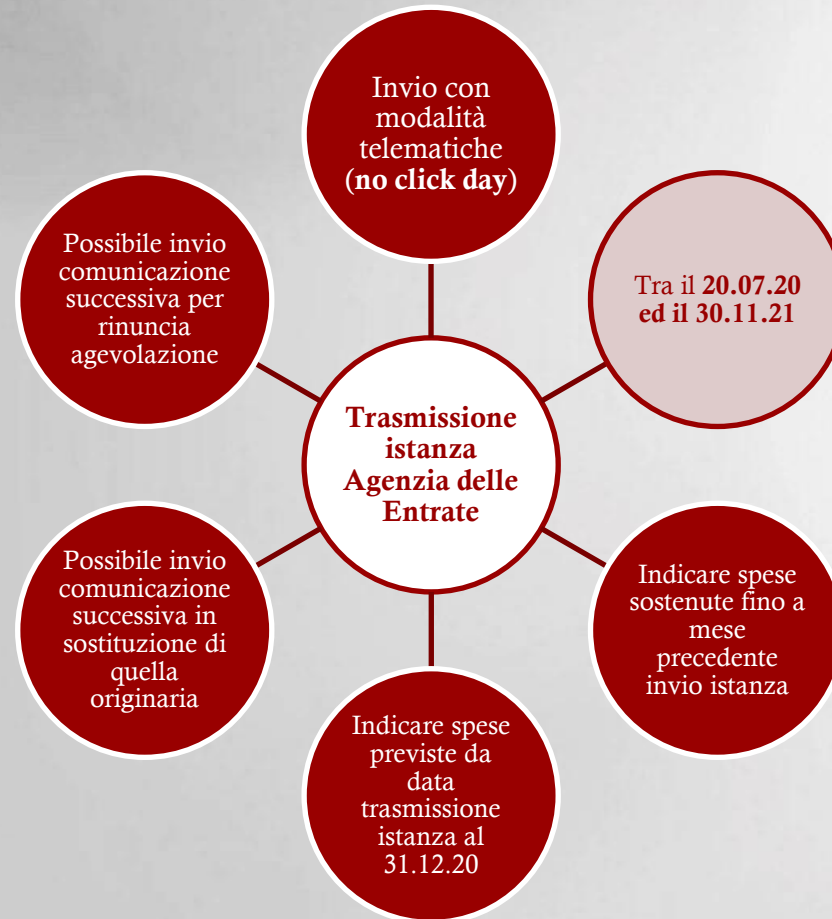 Invio con
modalità
telematiche
(no click day)
Tra il 20.07.20
ed il 30.11.21
Indicare spese
sostenute fino a
mese
precedente
invio istanza
Indicare spese
previste da
data
trasmissione
istanza al
31.12.20
Possibile invio
comunicazione
successiva in
sostituzione di
quella
originaria
Possibile invio
comunicazione
successiva per
rinuncia
agevolazione
Trasmissione
istanza
Agenzia delle
Entrate